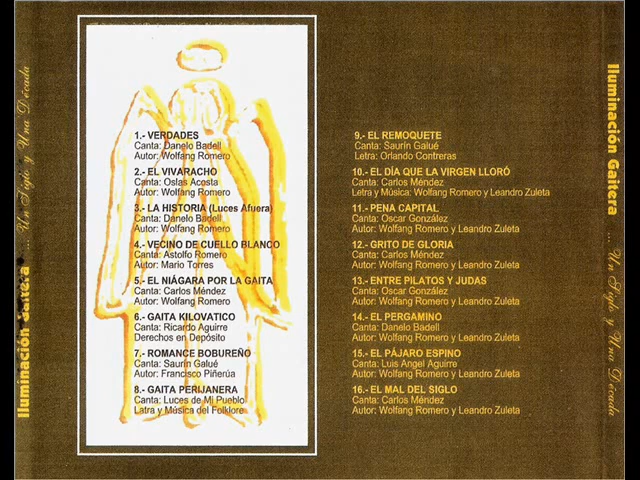 Iluminación Gaitera
... Un Siglo y Una Década
1.- VERDADES
Canta: Danelo Badell
Autor: Wolfang Romero
2.- EL VIVARACHO
Canta: Oslas Acosta
Autor: Wolfang Romero
3.- LA HISTORIA (Luces Afuera)
Canta: Danelo Badell
Autor: Wolfang Romero
4.- VECINO DE CUELLO BLANCO
Canta: Astolfo Romero
Autor: Mario Torres
5.- EL NIÁGARA POR LA GAITA
Canta: Carlos Méndez
Autor: Wolfang Romero
6.- GAITA KILOVATICO
Canta: Ricardo Aguirre
Derechos en Depósito
7.- ROMANCE BOBUREÑO
Canta: Saurín Galué
Autor: Francisco Piñerúa
8.- GAITA PERIJANERA
Canta: Luces de Mi Pueblo
Latra y Música del Folklore
9.- EL REMOQUETE
Canta: Saurín Galué
Letra: Orlando Contreras
10.- EL DÍA QUE LA VIRGEN LLORÓ
Canta: Carlos Méndez
Letra y Música: Wolfang Romero y Leandro Zuleta
11.- PENA CAPITAL
Canta: Oscar González
Autor: Wolfang Romero y Leandro Zuleta
12.- GRITO DE GLORIA
Canta: Carlos Méndez
Autor: Wolfang Romero y Leandro Zuleta
13.- ENTRE PILATOS Y JUDAS
Canta: Oscar González
Autor: Wolfang Romero y Leandro Zuleta
14.- EL PERGAMINO
Canta: Danelo Badell
Autor: Wolfang Romero y Leandro Zuleta
15.- EL PÁJARO ESPINO
Canta: Luis Angel Aguirre
Autor: Wolfang Romero y Leandro Zuleta
16.- EL MAL DEL SIGLO
Canta: Carlos Méndez
Autor: Wolfang Romero y Leandro Zuleta
Iluminación Gaitera
... Un Siglo y Una Década